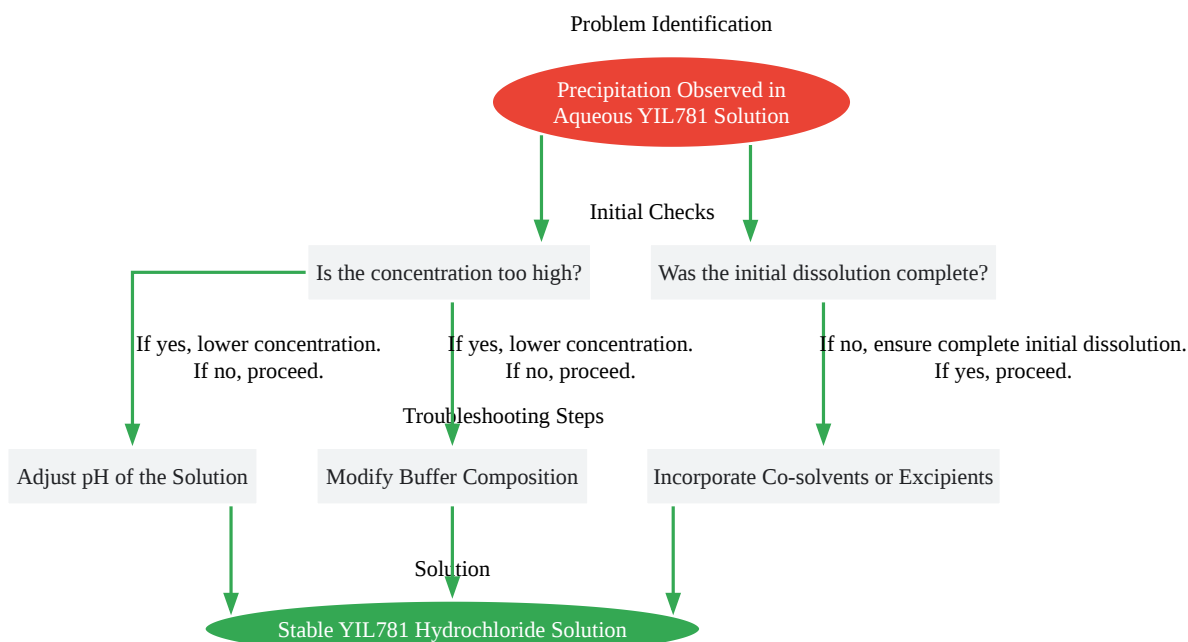 Problem Identification
Precipitation Observed in
Aqueous YIL781 Solution
Initial Checks
Is the concentration too high?
Was the initial dissolution complete?
If yes, lower concentration.
If no, proceed.
If yes, lower concentration.
If no, proceed.
If no, ensure complete initial dissolution.
If yes, proceed.
Troubleshooting Steps
Adjust pH of the Solution
Modify Buffer Composition
Incorporate Co-solvents or Excipients
Solution
Stable YIL781 Hydrochloride Solution